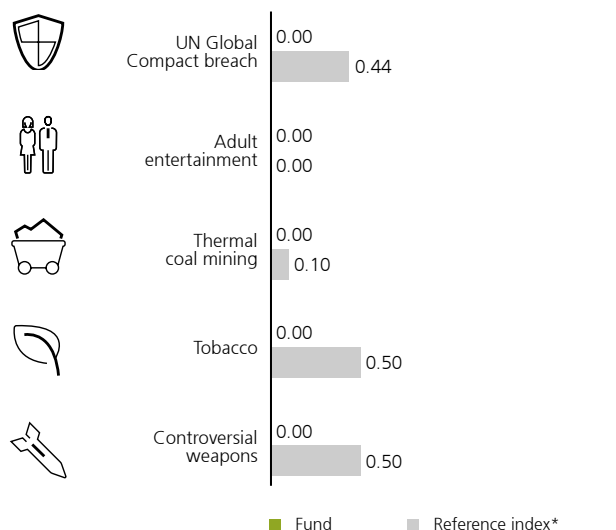 UN Global
Compact breach
0.00
0.44
Adult
entertainment
0.00
0.00
Thermal
coal mining
0.00
0.10
Tobacco
0.00
0.50
Controversial
weapons
0.00
0.50
Fund
Reference index*